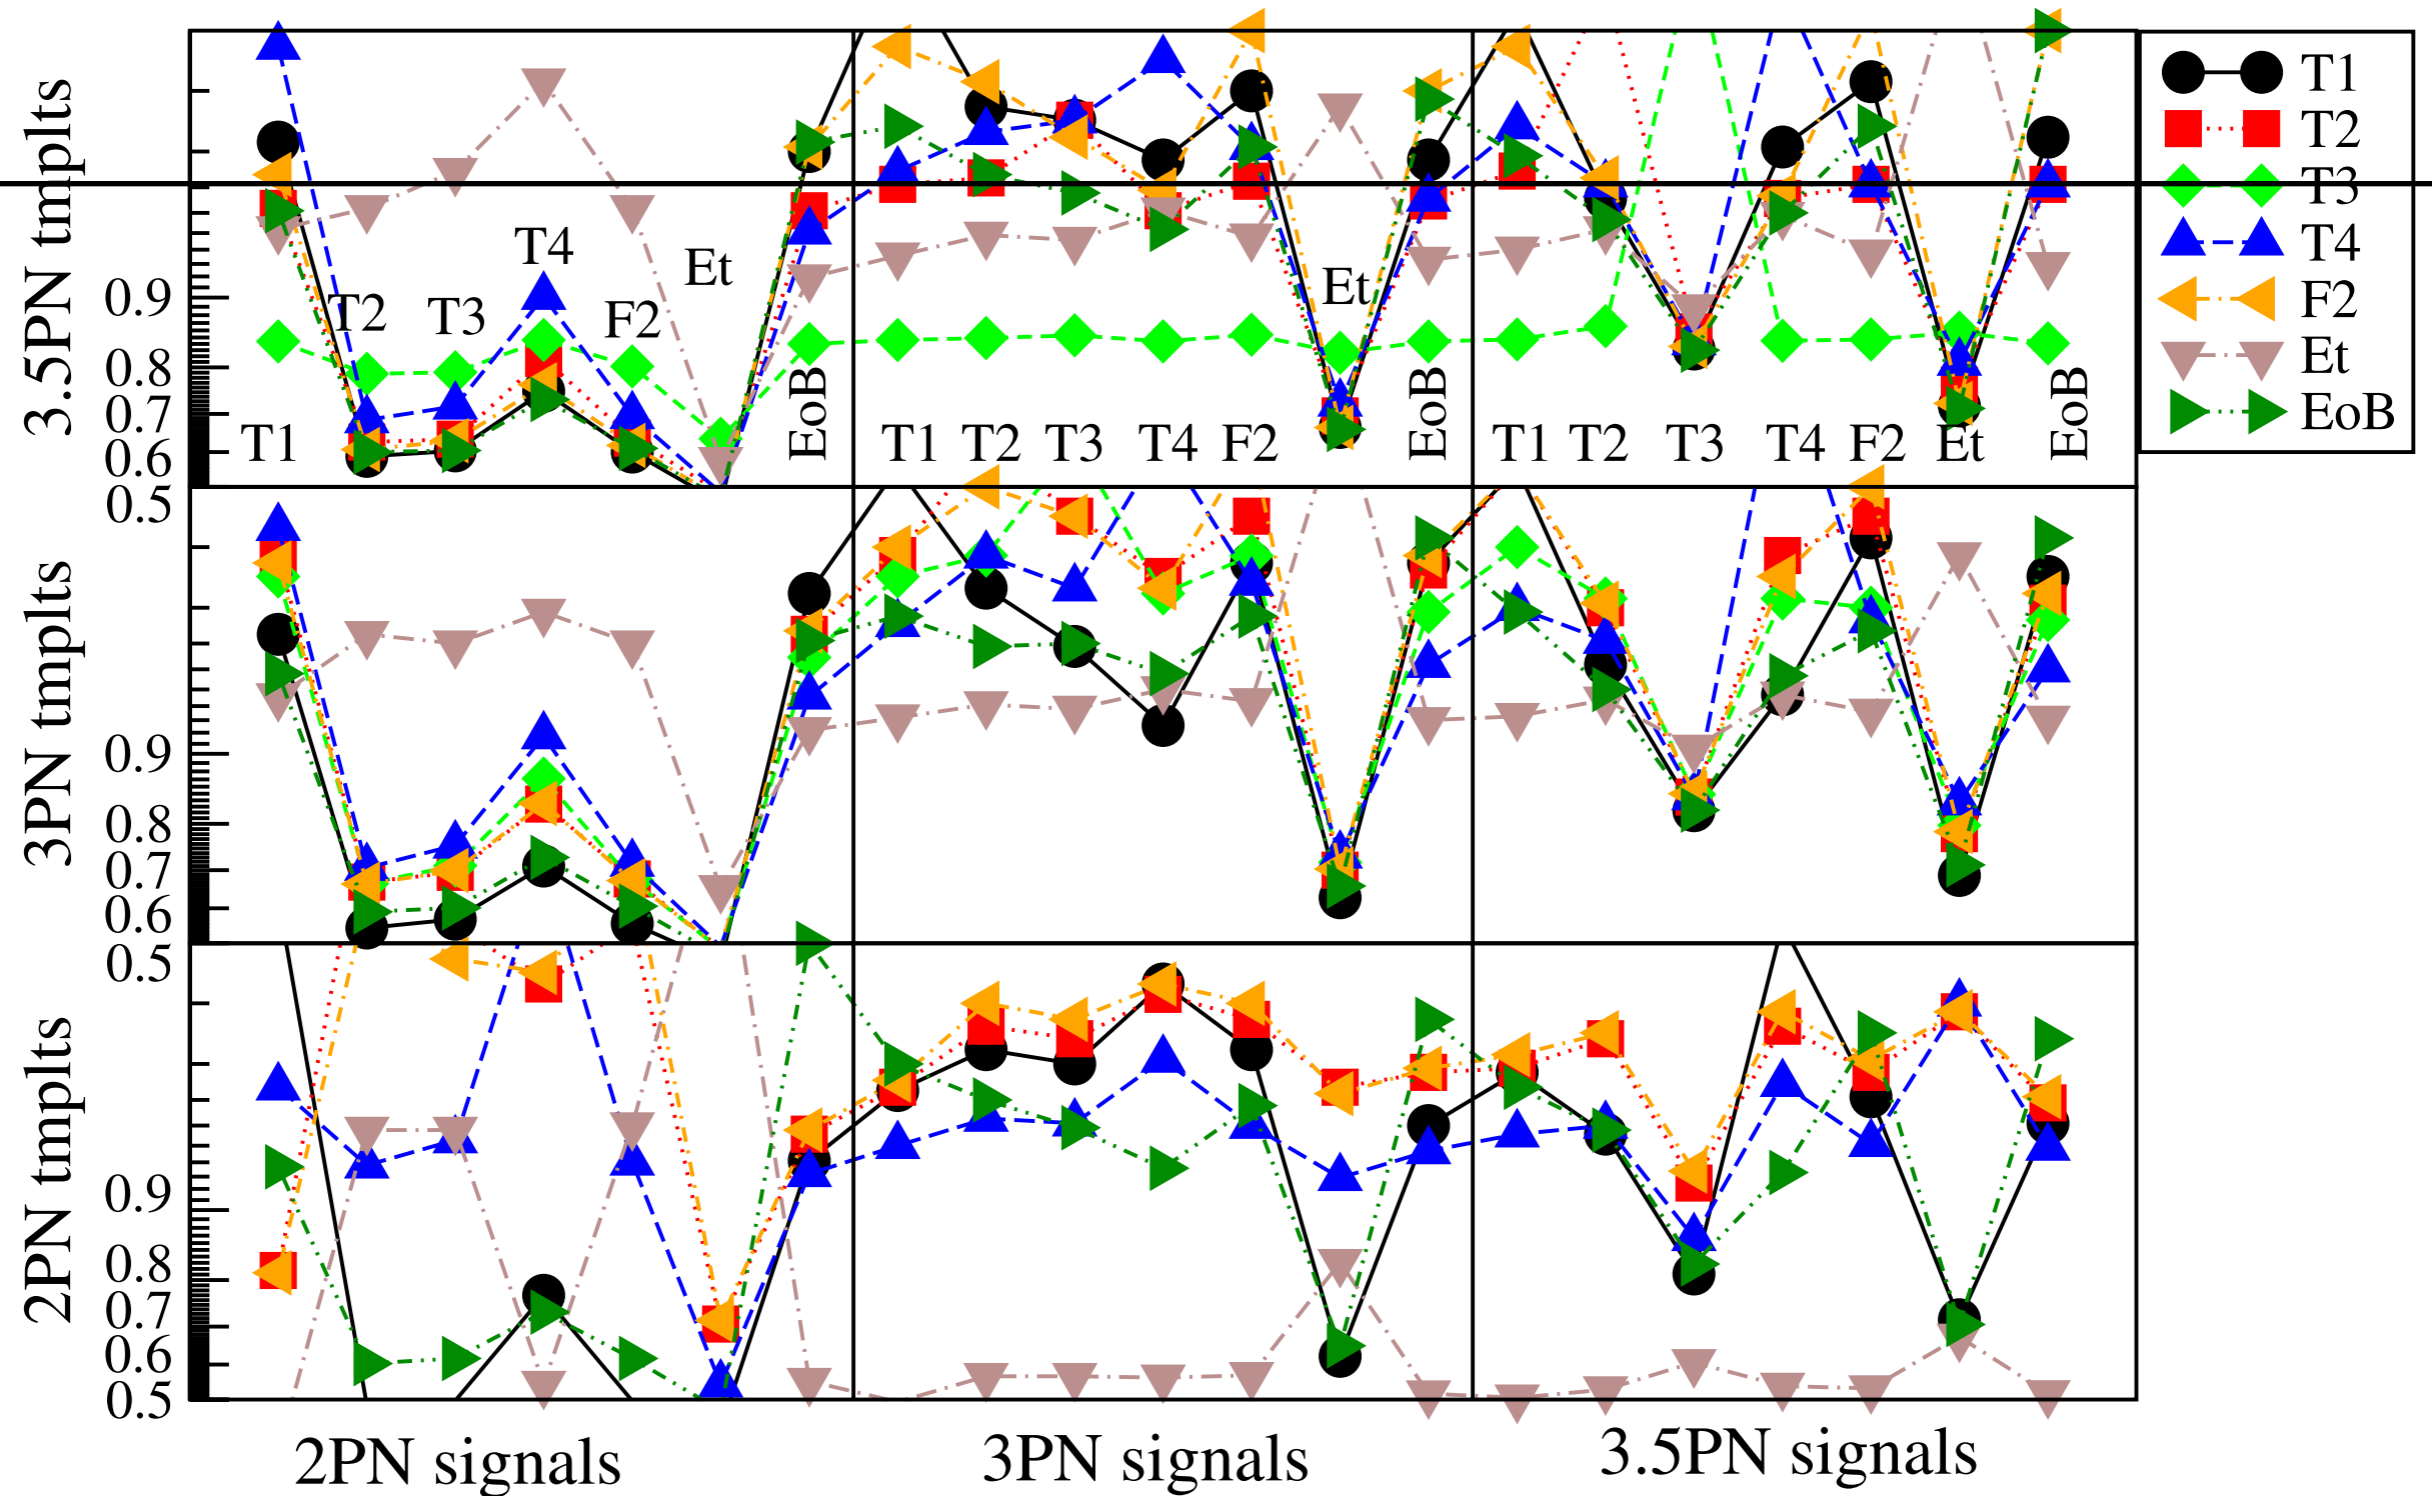 3.5PN tmplts
0.9
0.8
0.7
0.6
0.5
T1
T2
T3
T4
F2
Et
EoB
T1
T2
T3
T4
F2
Et
EoB
T1
T2
T3
T4
F2
Et
EoB
T1
T2
T3
T4
F2
Et
EoB
3PN tmplts
0.9
0.8
0.7
0.6
0.5
2PN tmplts
0.9
0.8
0.7
0.6
0.5
2PN signals
3PN signals
3.5PN signals